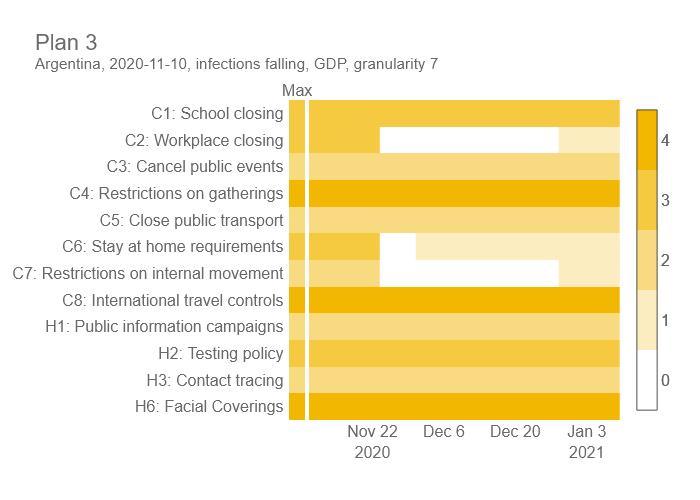 Plan 3
Argentina, 2020-11-10, infections falling, GDP, granularity 7
Max
C1: School closing
C2: Workplace closing
C3: Cancel public events
C4: Restrictions on gatherings
C5: Close public transport
C6: Stay at home requirements
C7: Restrictions on internal movement
C8: International travel controls
H1: Public information campaigns
H2: Testing policy
H3: Contact tracing
H6: Facial Coverings
Nov 22 Dec 6 Dec 20 Jan 3
2020 2021
4
3
2
1
0